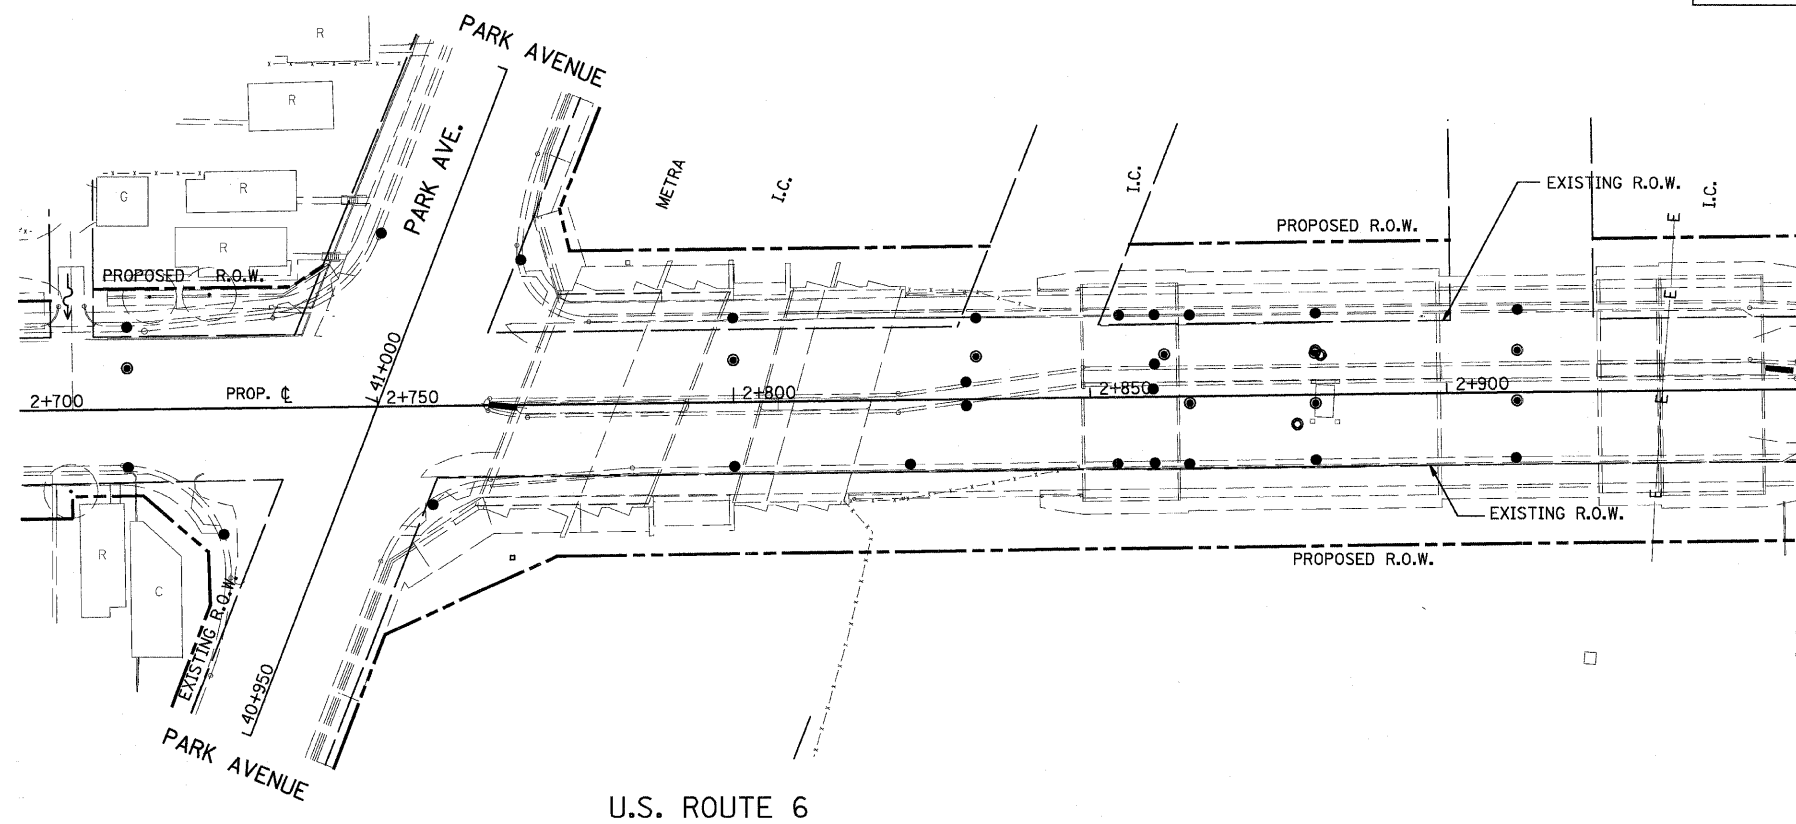 PARK AVENUE
R
R
R
G
R
PARK AVE.
METRA
I.C.
I.C.
EXISTING R.O.W.
I.C.
PROPOSED R.O.W.
PROPOSED R.O.W.
E
E
E
E
41+000
2+700
PROP. ℄
2+750
2+800
2+850
2+900
EXISTING R.O.W.
PROPOSED R.O.W.
R
C
EXISTING R.O.W.
40+950
PARK AVENUE
U.S. ROUTE 6